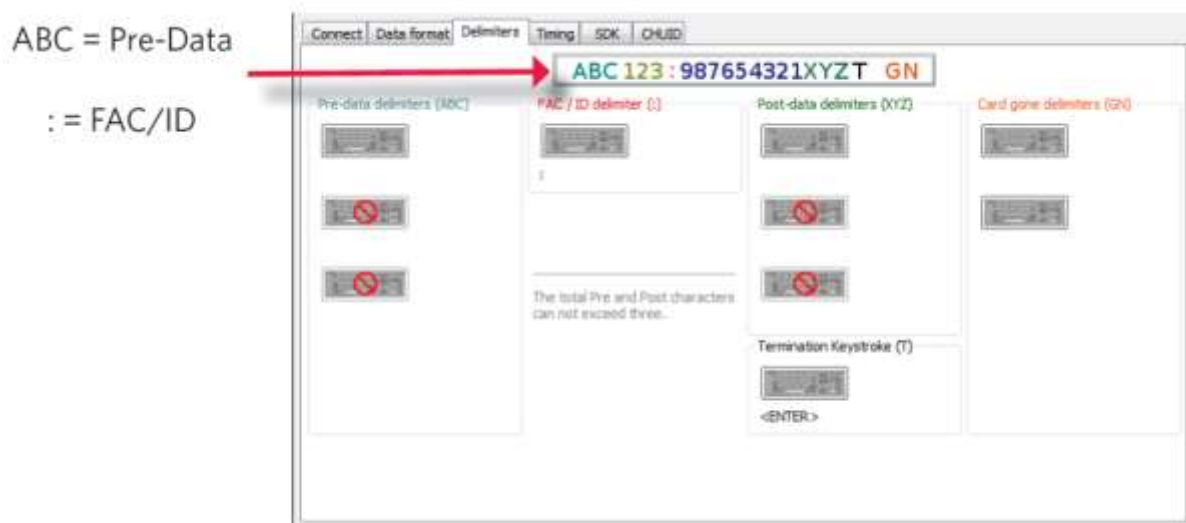 ABC = Pre-Data
: = FAC/ID
Connect Data format Delimiters Timing SDK CHUID
ABC 123 : 987654321XYZT GN
Pre-data delimiters (ABC) FAC / ID delimiter (:) Post-data delimiters (XYZ) Card gone delimiters (GN)
:
The total Pre and Post characters
can not exceed three.
Termination Keystroke (T)
<ENTER>